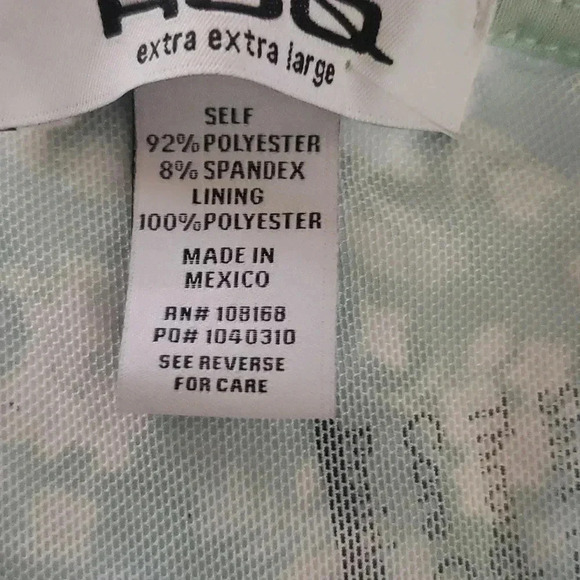 extra extra large
SELF
92% POLYESTER
8% SPANDEX
LINING
100% POLYESTER
MADE IN
MEXICO
RN# 108168
PO# 1040310
SEE REVERSE
FOR CARE